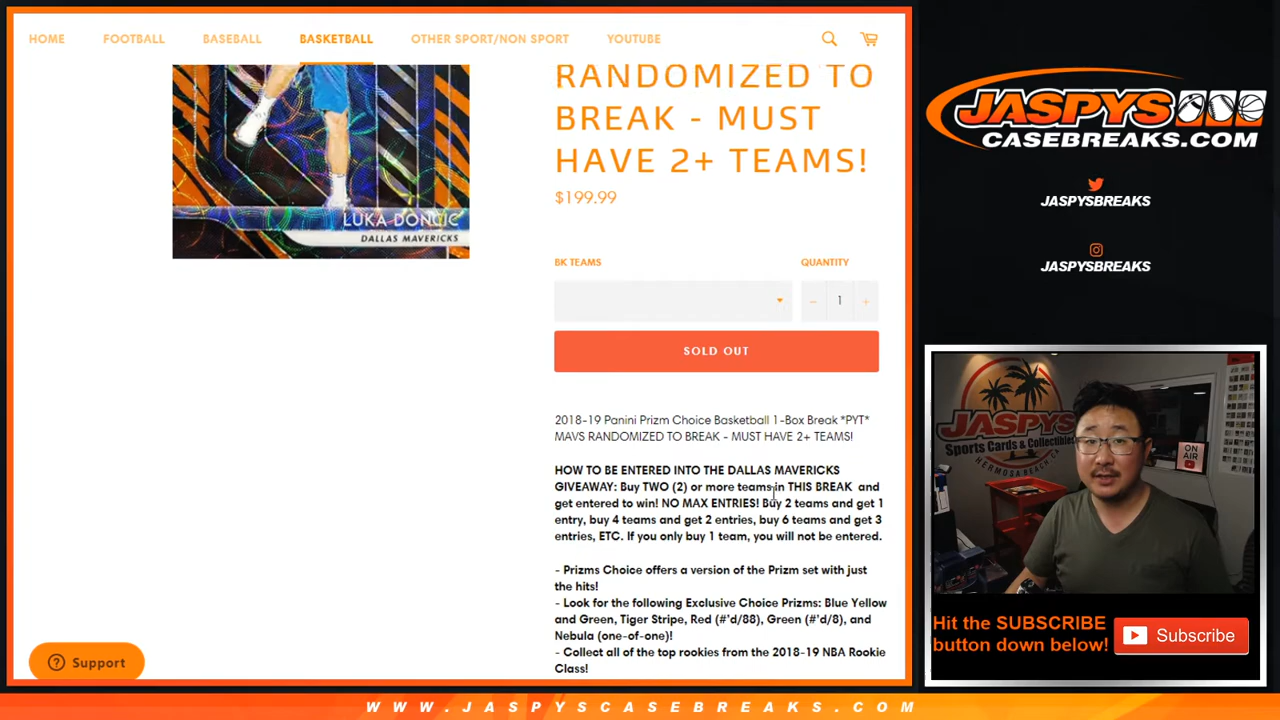 HOME FOOTBALL BASEBALL BASKETBALL OTHER SPORT/NON SPORT YOUTUBE
RANDOMIZED TO
BREAK - MUST
HAVE 2+ TEAMS!
$199.99
LUKA DONCIC
DALLAS MAVERICKS
BK TEAMS
QUANTITY
− 1 +
SOLD OUT
2018-19 Panini Prizm Choice Basketball 1-Box Break *PYT*
MAVS RANDOMIZED TO BREAK - MUST HAVE 2+ TEAMS!
HOW TO BE ENTERED INTO THE DALLAS MAVERICKS
GIVEAWAY: Buy TWO (2) or more teams in THIS BREAK and
get entered to win! NO MAX ENTRIES! Buy 2 teams and get 1
entry, buy 4 teams and get 2 entries, buy 6 teams and get 3
entries, ETC. If you only buy 1 team, you will not be entered.
- Prizms Choice offers a version of the Prizm set with just
the hits!
- Look for the following Exclusive Choice Prizms: Blue Yellow
and Green, Tiger Stripe, Red (#'d/88), Green (#'d/8), and
Nebula (one-of-one)!
- Collect all of the top rookies from the 2018-19 NBA Rookie
Class!
Support
JASPYS
CASEBREAKS.COM
JASPYSBREAKS
JASPYSBREAKS
JASPYS
Sports Cards & Collectibles
HERMOSA BEACH, CA
ON
AIR
Hit the SUBSCRIBE
button down below!
Subscribe
WWW.JASPYSCASEBREAKS.COM